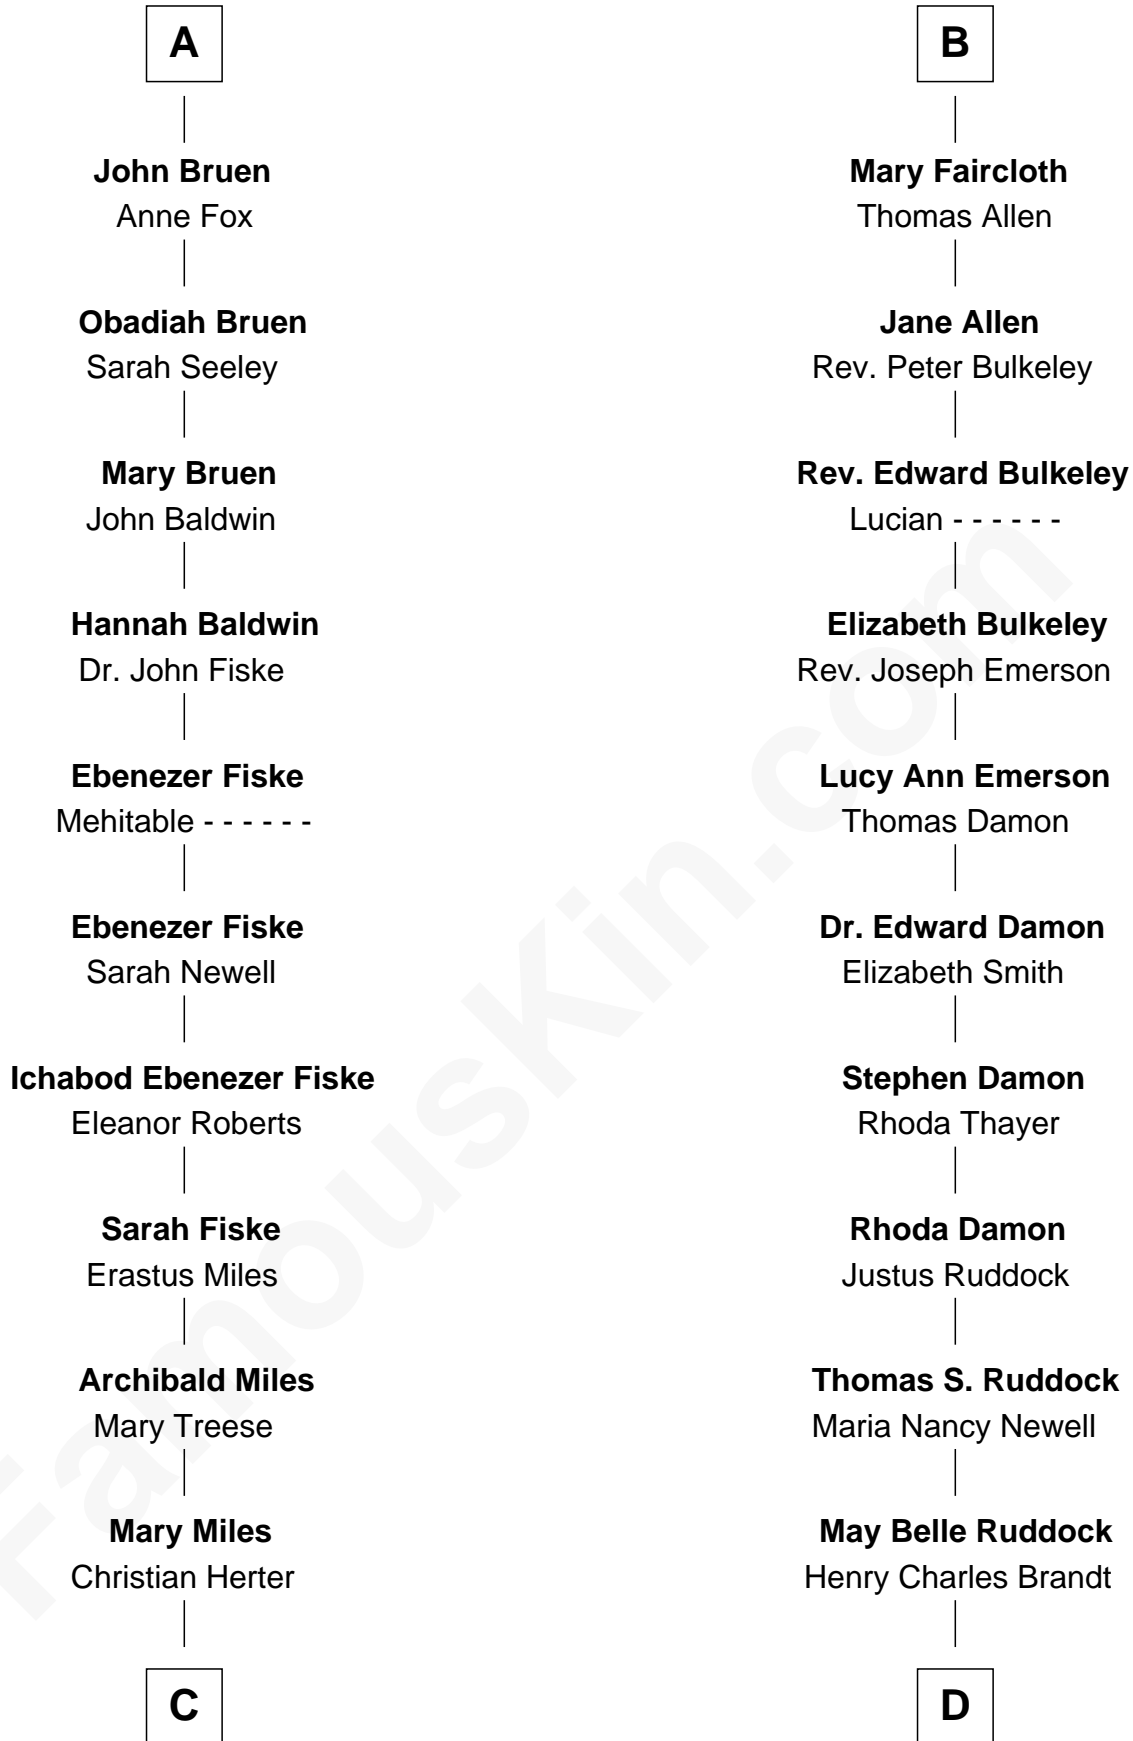 A
John Bruen
Anne Fox
Obadiah Bruen
Sarah Seeley
Mary Bruen
John Baldwin
Hannah Baldwin
Dr. John Fiske
Ebenezer Fiske
Mehitable - - - - - -
Ebenezer Fiske
Sarah Newell
Ichabod Ebenezer Fiske
Eleanor Roberts
Sarah Fiske
Erastus Miles
Archibald Miles
Mary Treese
Mary Miles
Christian Herter
C
B
Mary Faircloth
Thomas Allen
Jane Allen
Rev. Peter Bulkeley
Rev. Edward Bulkeley
Lucian - - - - - -
Elizabeth Bulkeley
Rev. Joseph Emerson
Lucy Ann Emerson
Thomas Damon
Dr. Edward Damon
Elizabeth Smith
Stephen Damon
Rhoda Thayer
Rhoda Damon
Justus Ruddock
Thomas S. Ruddock
Maria Nancy Newell
May Belle Ruddock
Henry Charles Brandt
D
FamousKin.com